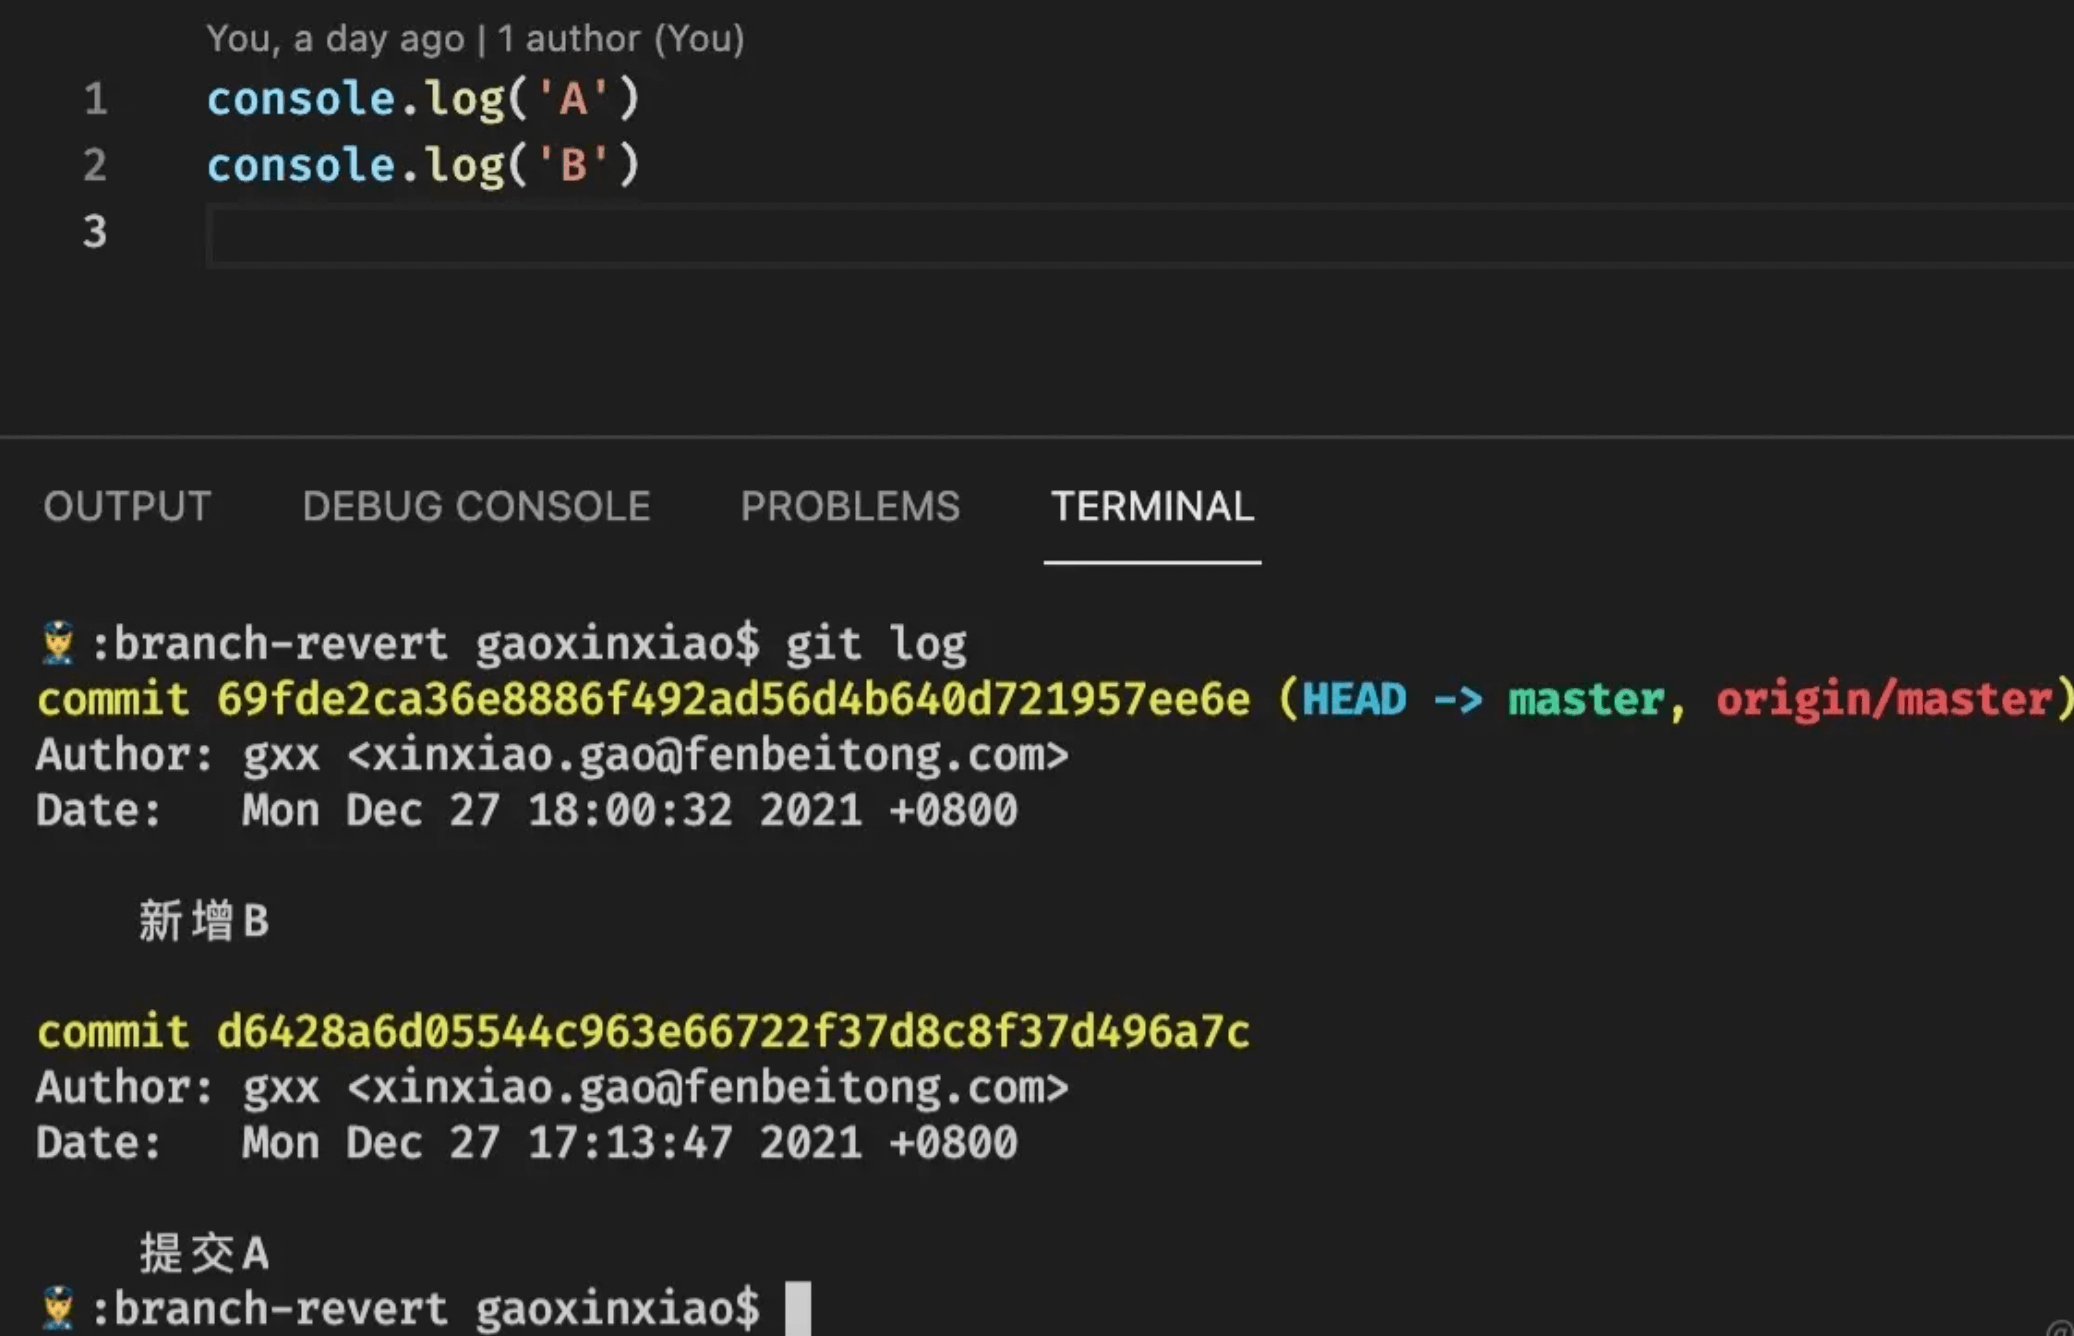 You, a day ago | 1 author (You)
1 console.log('A')
2 console.log('B')
3
OUTPUT DEBUG CONSOLE PROBLEMS TERMINAL
:branch-revert gaoxinxiao$ git log
commit 69fde2ca36e8886f492ad56d4b640d721957ee6e (HEAD -> master, origin/master)
Author: gxx <xinxiao.gao@fenbeitong.com>
Date:   Mon Dec 27 18:00:32 2021 +0800
新增B
commit d6428a6d05544c963e66722f37d8c8f37d496a7c
Author: gxx <xinxiao.gao@fenbeitong.com>
Date:   Mon Dec 27 17:13:47 2021 +0800
提交A
:branch-revert gaoxinxiao$